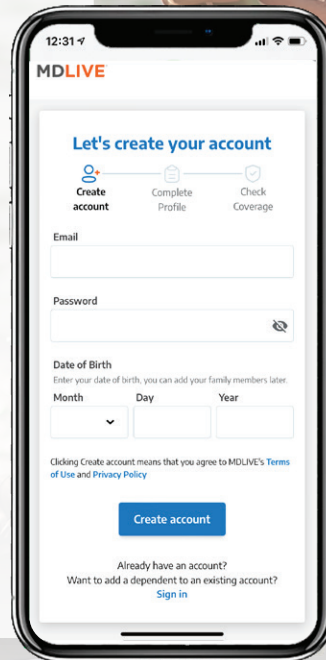 12:31
MDLIVE
Let's create your account
Create
account
Complete
Profile
Check
Coverage
Email
Password
Date of Birth
Enter your date of birth, you can add your family members later.
Month
Day
Year
Clicking Create account means that you agree to MDLIVE's Terms
of Use and Privacy Policy
Create account
Already have an account?
Want to add a dependent to an existing account?
Sign in